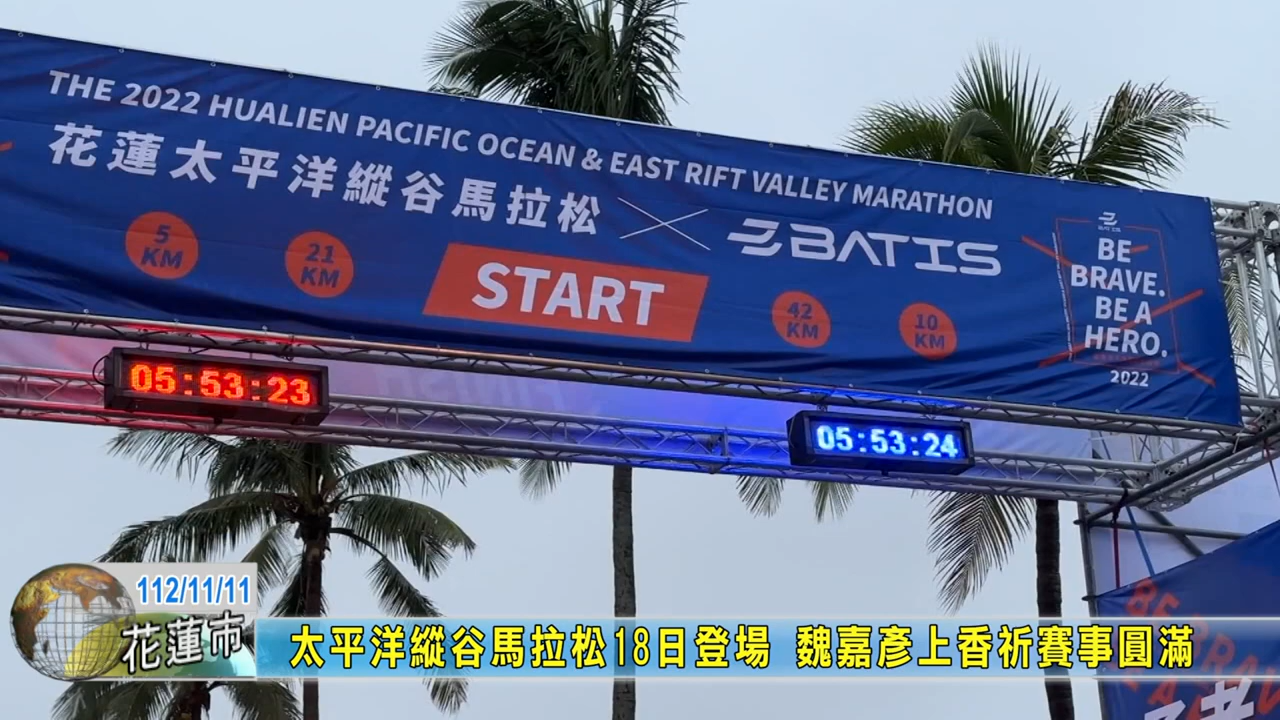 THE 2022 HUALIEN PACIFIC OCEAN & EAST RIFT VALLEY MARATHON
花蓮太平洋縱谷馬拉松
BATIS
5 KM
21 KM
START
42 KM
10 KM
BATIS
BE
BRAVE.
BE A
HERO.
2022
05:53:23
05:53:24
112/11/11
花蓮市
太平洋縱谷馬拉松18日登場 魏嘉彥上香祈賽事圓滿